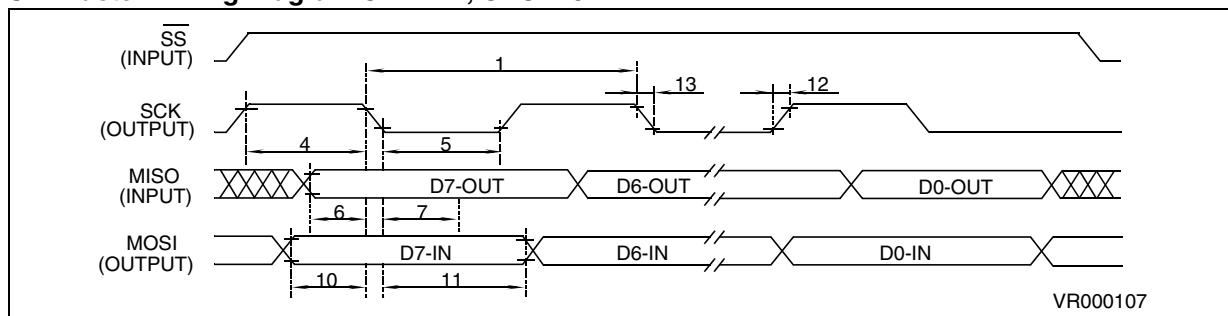 SS
(INPUT)
1
13
12
SCK
(OUTPUT)
4
5
MISO
(INPUT)
D7-OUT
D6-OUT
D0-OUT
6
7
MOSI
(OUTPUT)
D7-IN
D6-IN
D0-IN
10
11
VR000107